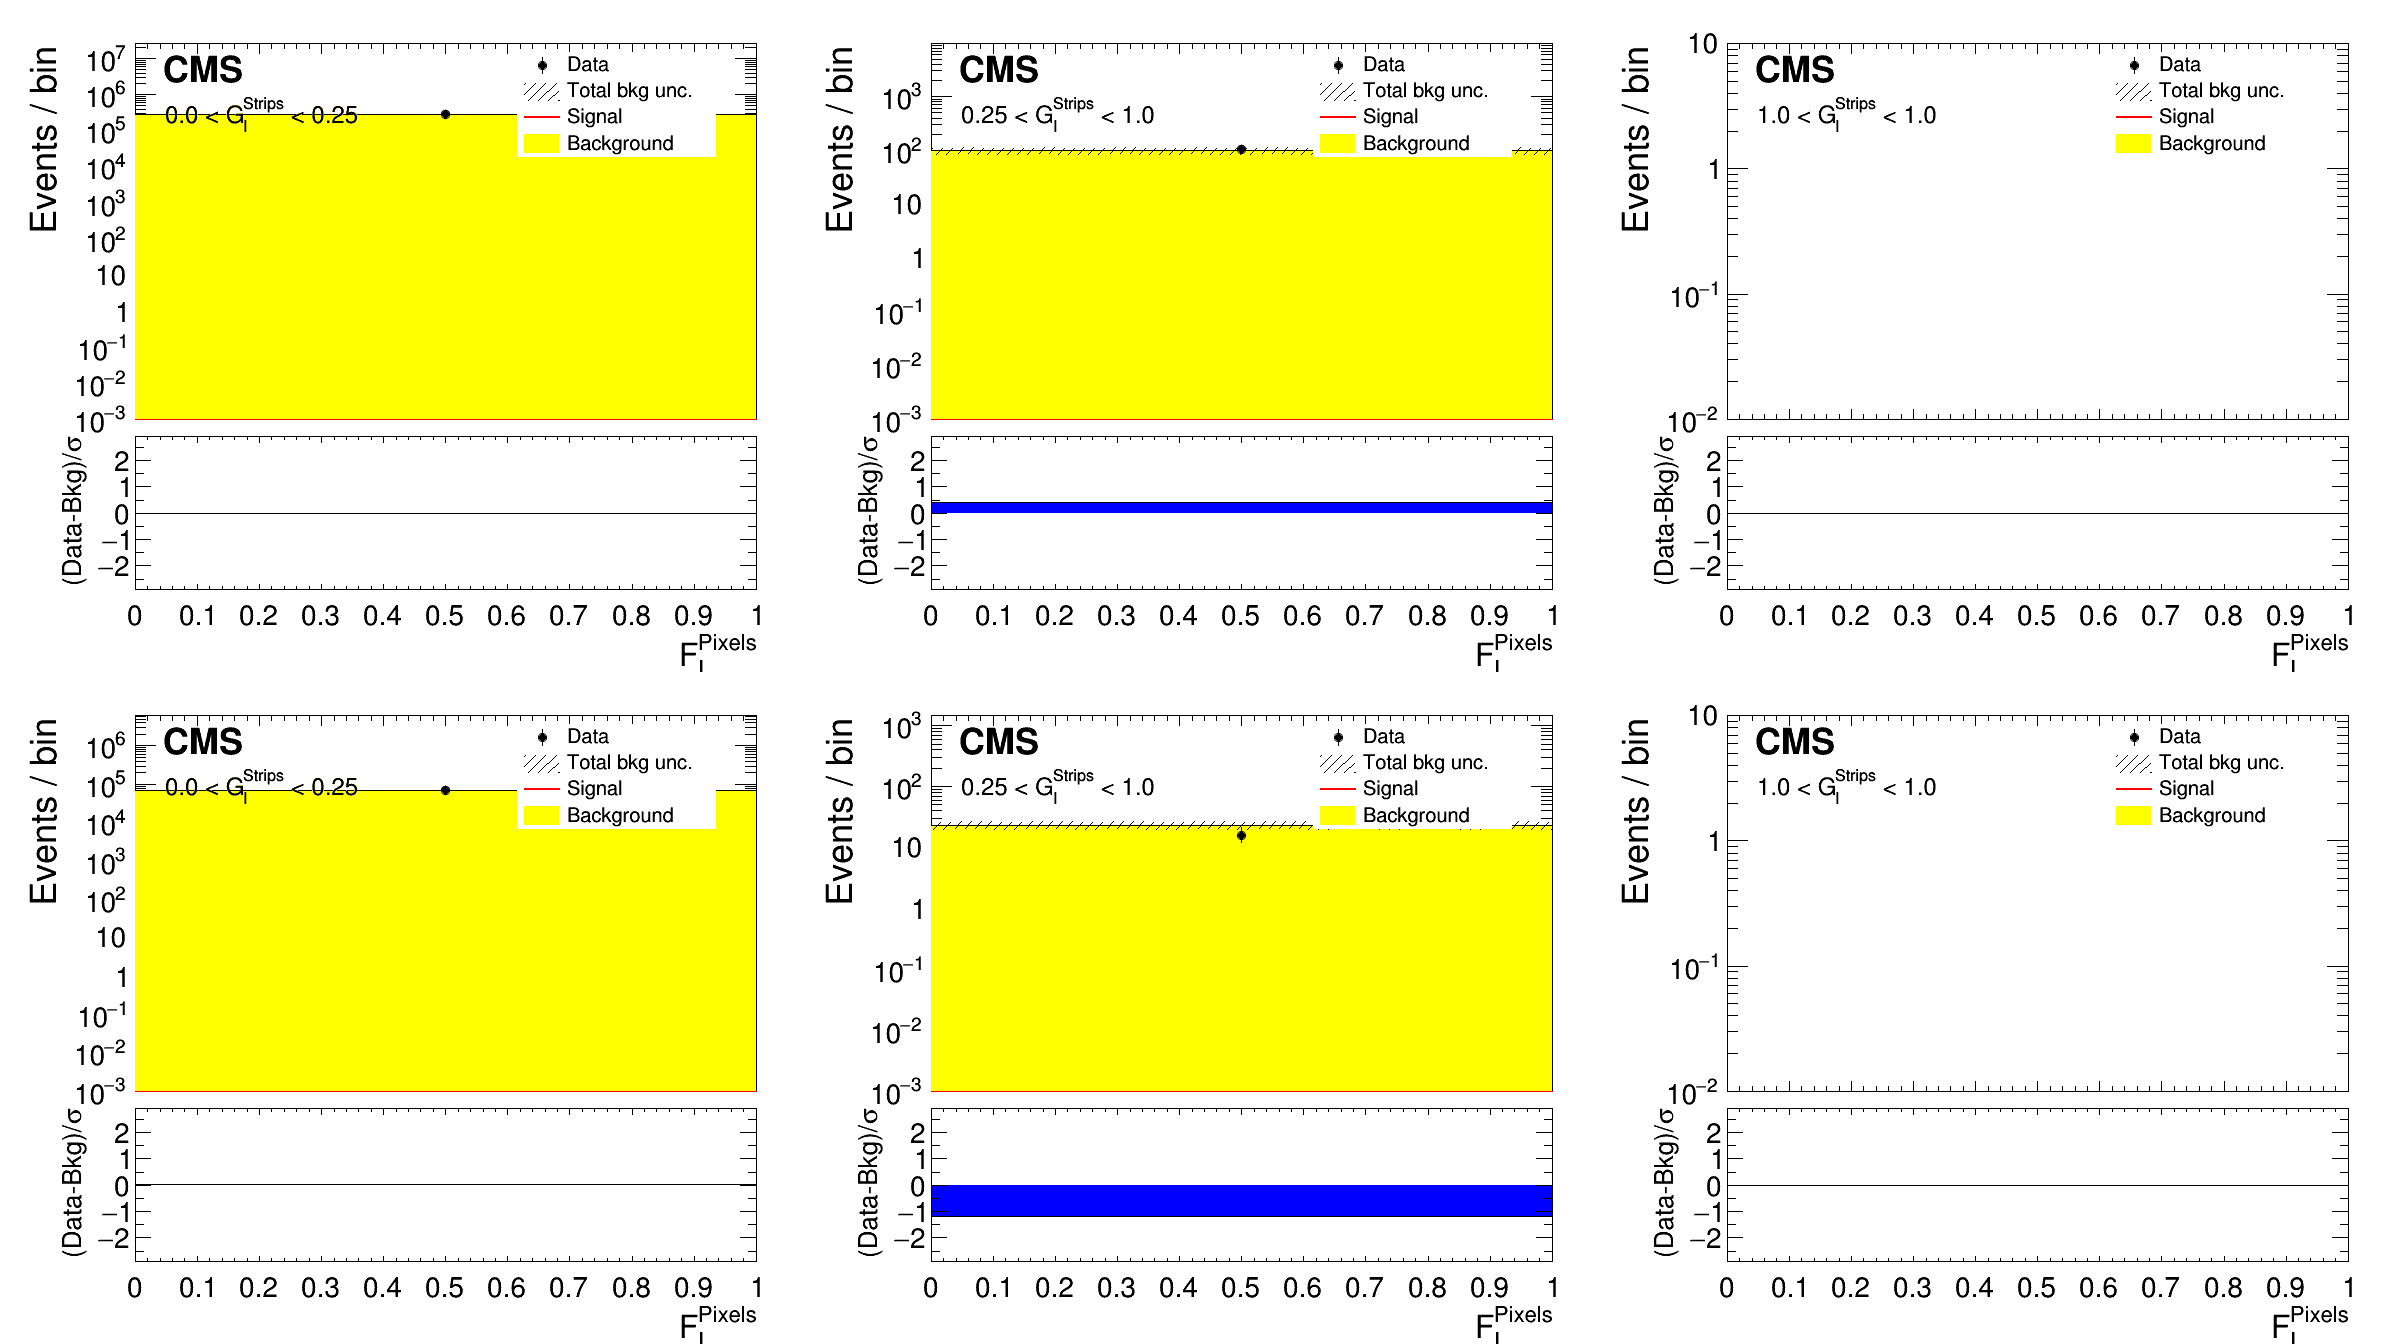 Events / bin
10^7
10^6
10^5
10^4
10^3
10^2
10
1
10^−1
10^−2
10^−3
CMS
0.0 < G_I^Strips < 0.25
Data
Total bkg unc.
Signal
Background
(Data-Bkg)/σ
2
1
0
−1
−2
0 0.1 0.2 0.3 0.4 0.5 0.6 0.7 0.8 0.9 1
F_I^Pixels
Events / bin
10^3
10^2
10
1
10^−1
10^−2
10^−3
CMS
0.25 < G_I^Strips < 1.0
Data
Total bkg unc.
Signal
Background
(Data-Bkg)/σ
2
1
0
−1
−2
0 0.1 0.2 0.3 0.4 0.5 0.6 0.7 0.8 0.9 1
F_I^Pixels
Events / bin
10
1
10^−1
10^−2
CMS
1.0 < G_I^Strips < 1.0
Data
Total bkg unc.
Signal
Background
(Data-Bkg)/σ
2
1
0
−1
−2
0 0.1 0.2 0.3 0.4 0.5 0.6 0.7 0.8 0.9 1
F_I^Pixels
Events / bin
10^6
10^5
10^4
10^3
10^2
10
1
10^−1
10^−2
10^−3
CMS
0.0 < G_I^Strips < 0.25
Data
Total bkg unc.
Signal
Background
(Data-Bkg)/σ
2
1
0
−1
−2
0 0.1 0.2 0.3 0.4 0.5 0.6 0.7 0.8 0.9 1
F_I^Pixels
Events / bin
10^3
10^2
10
1
10^−1
10^−2
10^−3
CMS
0.25 < G_I^Strips < 1.0
Data
Total bkg unc.
Signal
Background
(Data-Bkg)/σ
2
1
0
−1
−2
0 0.1 0.2 0.3 0.4 0.5 0.6 0.7 0.8 0.9 1
F_I^Pixels
Events / bin
10
1
10^−1
10^−2
CMS
1.0 < G_I^Strips < 1.0
Data
Total bkg unc.
Signal
Background
(Data-Bkg)/σ
2
1
0
−1
−2
0 0.1 0.2 0.3 0.4 0.5 0.6 0.7 0.8 0.9 1
F_I^Pixels